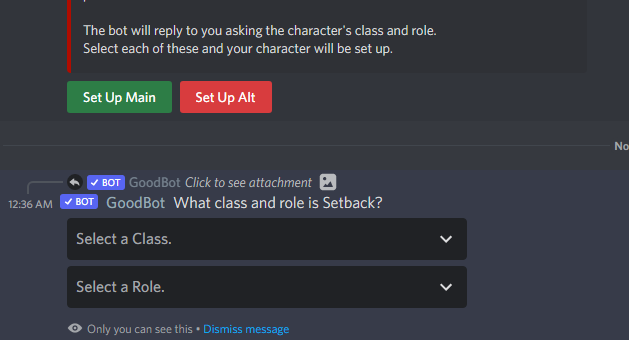 The bot will reply to you asking the character's class and role.
Select each of these and your character will be set up.
Set Up Main Set Up Alt
No
BOT GoodBot Click to see attachment
12:36 AM BOT GoodBot What class and role is Setback?
Select a Class.
Select a Role.
Only you can see this • Dismiss message